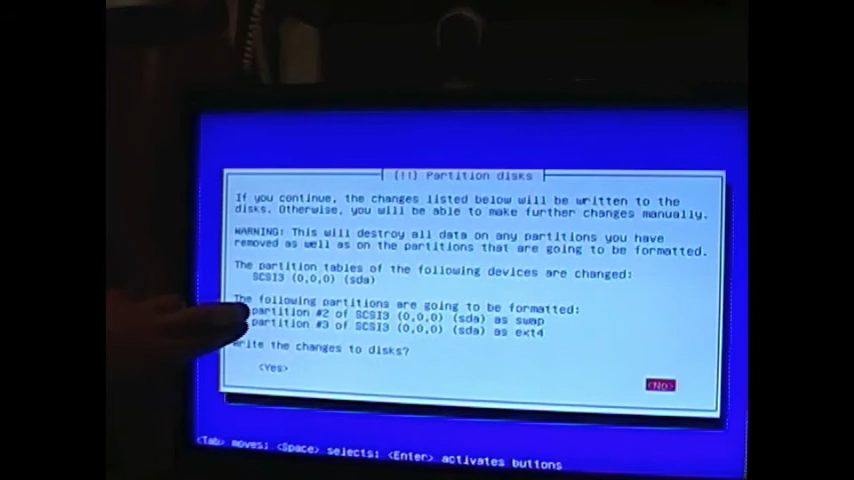 [!!] Partition disks
If you continue, the changes listed below will be written to the
disks. Otherwise, you will be able to make further changes manually.
WARNING: This will destroy all data on any partitions you have
removed as well as on the partitions that are going to be formatted.
The partition tables of the following devices are changed:
SCSI3 (0,0,0) (sda)
The following partitions are going to be formatted:
partition #2 of SCSI3 (0,0,0) (sda) as swap
partition #3 of SCSI3 (0,0,0) (sda) as ext4
Write the changes to disks?
<Yes> <No>
<Tab> moves; <Space> selects; <Enter> activates buttons